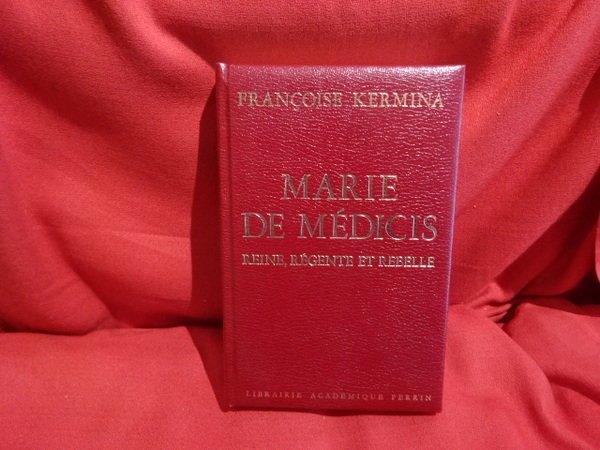 FRANÇOISE KERMINA
MARIE
DE MÉDICIS
REINE, RÉGENTE ET REBELLE
LIBRAIRIE ACADÉMIQUE PERRIN